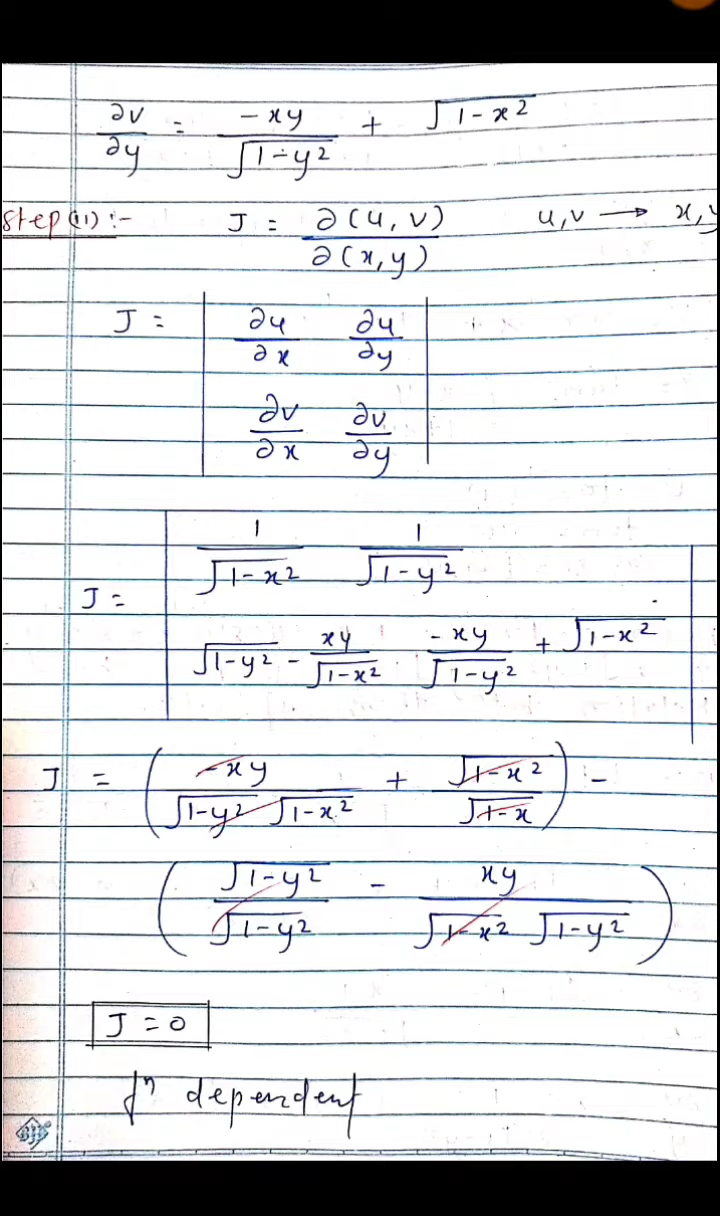 ∂v/∂y = -xy/√(1-y²) + √(1-x²)
Step (11) :- J = ∂(u, v)/∂(x, y) u, v → x, y
J = | ∂u/∂x ∂u/∂y |
| ∂v/∂x ∂v/∂y |
J = | 1/√(1-x²) 1/√(1-y²) |
| √(1-y²) - xy/√(1-x²) -xy/√(1-y²) + √(1-x²) |
J = ( -xy/(√(1-y²) √(1-x²)) + √(1-x²)/√(1-x) ) -
( √(1-y²)/√(1-y²) - xy/(√(1-x²) √(1-y²)) )
J = 0
fⁿ dependent